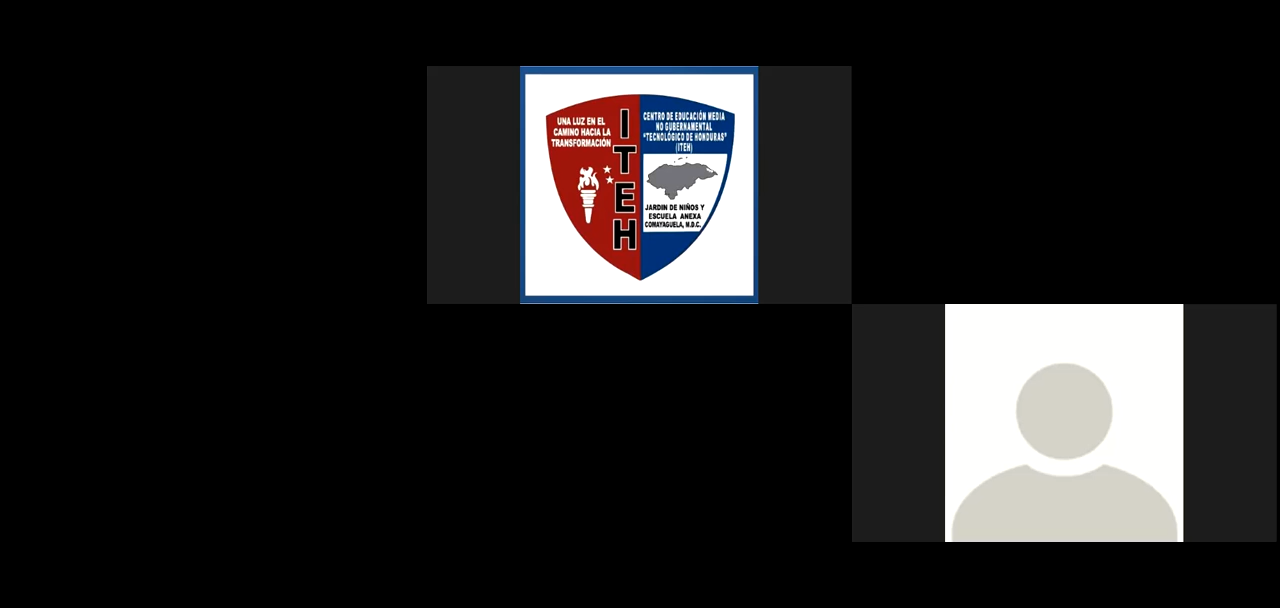 UNA LUZ EN EL
CAMINO HACIA LA
TRANSFORMACIÓN
I
T
E
H
CENTRO DE EDUCACIÓN MEDIA
NO GUBERNAMENTAL
"TECNOLÓGICO DE HONDURAS"
(ITEH)
JARDIN DE NIÑOS Y
ESCUELA ANEXA
COMAYAGUELA, M.D.C.